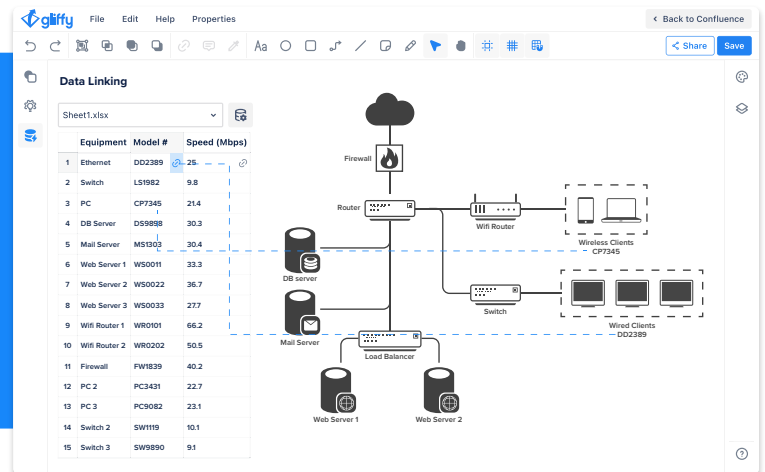 gliffy File Edit Help Properties Back to Confluence
Aa Share Save
Data Linking
Sheet1.xlsx
Equipment Model # Speed (Mbps)
1 Ethernet DD2389 25
2 Switch LS1982 9.8
3 PC CP7345 21.4
4 DB Server DS9898 30.3
5 Mail Server MS1303 30.4
6 Web Server 1 WS0011 33.3
7 Web Server 2 WS0022 36.7
8 Web Server 3 WS0033 27.7
9 Wifi Router 1 WR0101 66.2
10 Wifi Router 2 WR0202 50.5
11 Firewall FW1839 40.2
12 PC 2 PC3431 22.7
13 PC 3 PC9082 23.1
14 Switch 2 SW1119 10.1
15 Switch 3 SW9890 9.1
Firewall
Router
Wifi Router
Wireless Clients
CP7345
DB server
Switch
Wired Clients
DD2389
Mail Server
Load Balancer
Web Server 1
Web Server 2